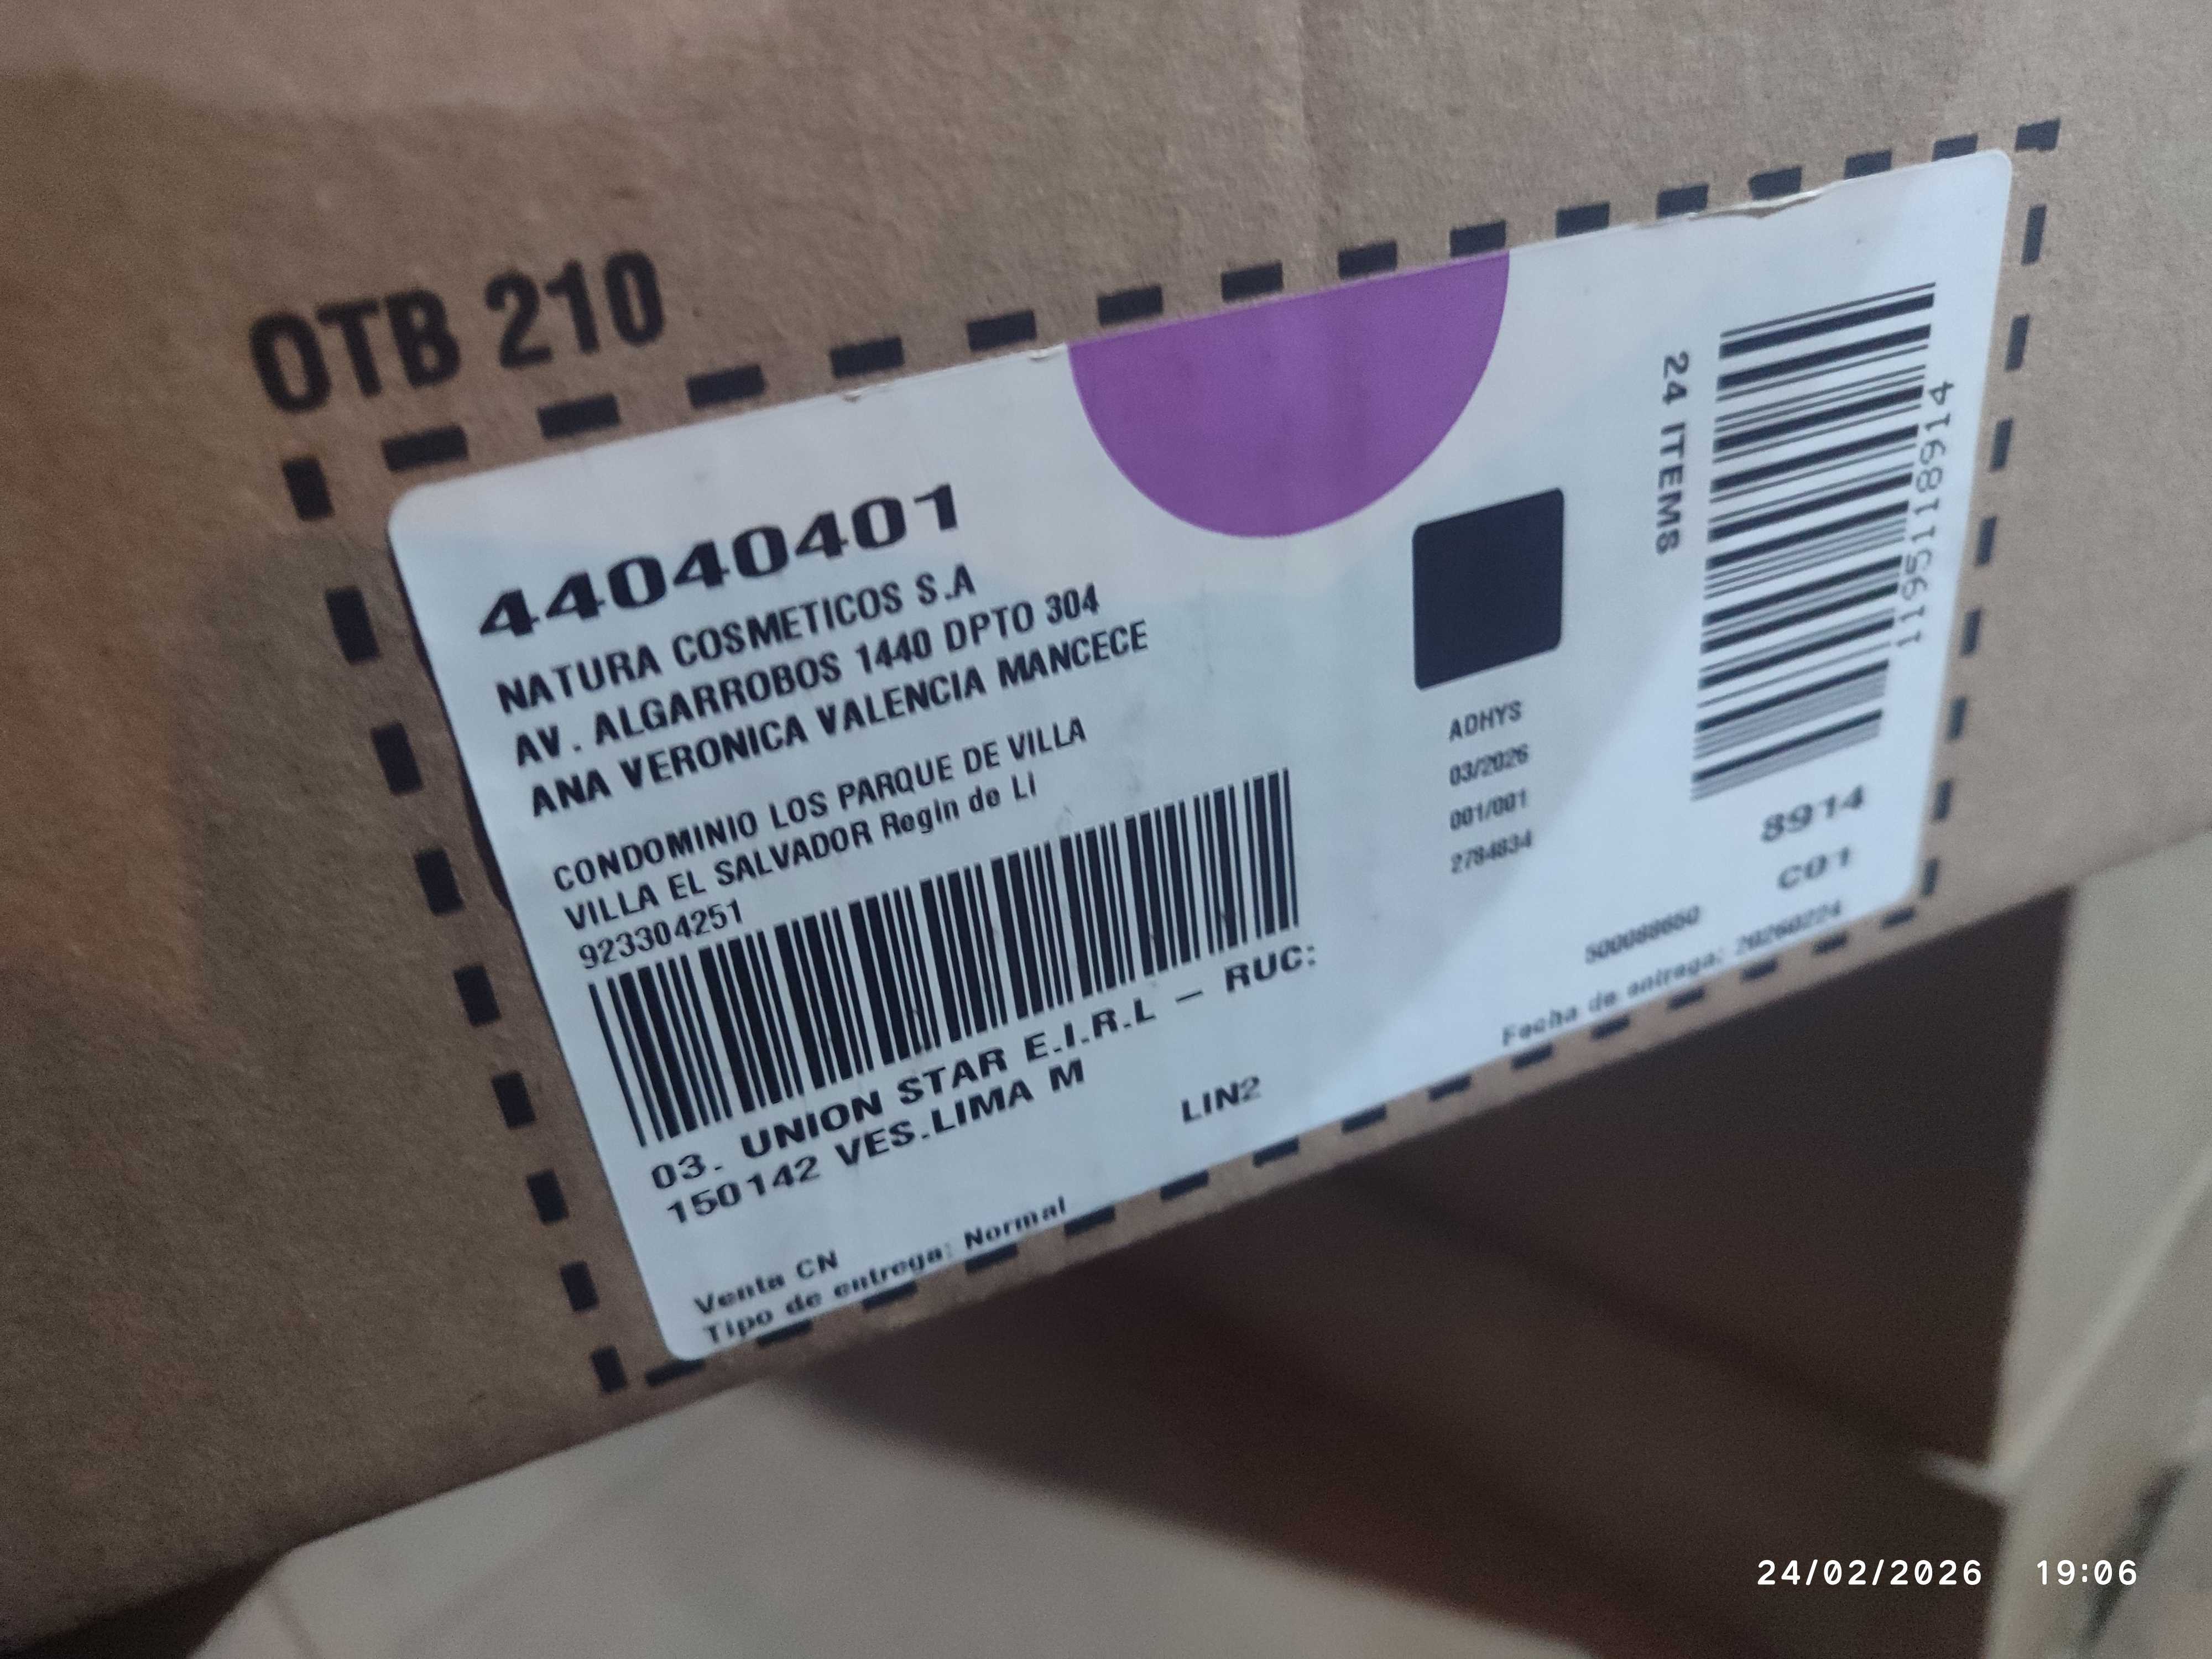 OTB 210
44040401
NATURA COSMETICOS S.A
AV. ALGARROBOS 1440 DPTO 304
ANA VERONICA VALENCIA MANCECE
CONDOMINIO LOS PARQUE DE VILLA
VILLA EL SALVADOR Regin de LI
923304251
03. UNION STAR E.I.R.L – RUC:
150142 VES.LIMA M
LIN2
Venta CN
Tipo de entrega: Normal
ADHYS
03/2026
001/001
2784834
24 ITEMS
1195118914
8914
C01
500088650
Fecha de entrega: 20260224
24/02/2026 19:06